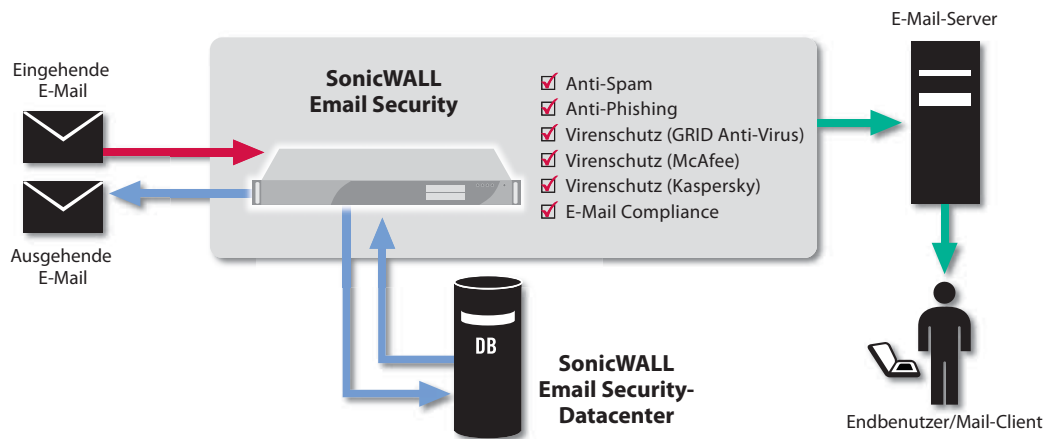 Eingehende
E-Mail
Ausgehende
E-Mail
SonicWALL
Email Security
Anti-Spam
Anti-Phishing
Virenschutz (GRID Anti-Virus)
Virenschutz (McAfee)
Virenschutz (Kaspersky)
E-Mail Compliance
E-Mail-Server
DB
SonicWALL
Email Security-
Datacenter
Endbenutzer/Mail-Client